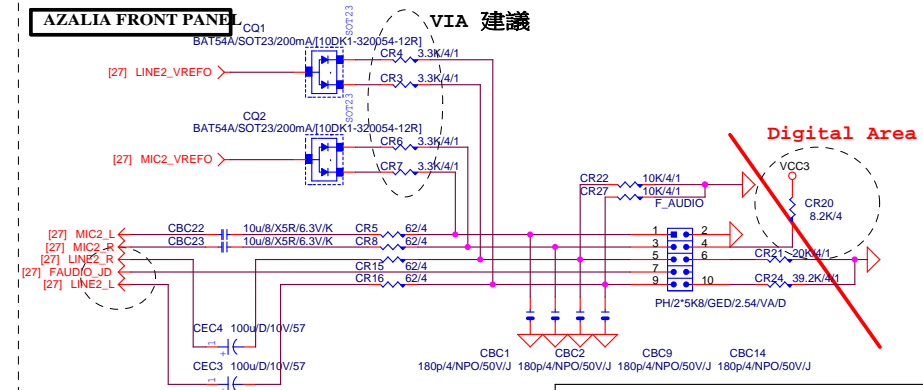 AZALIA FRONT PANEL
VIA 建議
CQ1
BAT54A/SOT23/200mA/[10DK1-320054-12R]
SOT23
CR4 3.3K/4/1
[27] LINE2_VREFO
CR3 3.3K/4/1
SOT23
CQ2
BAT54A/SOT23/200mA/[10DK1-320054-12R]
CR6 3.3K/4/1
[27] MIC2_VREFO
CR7 3.3K/4/1
Digital Area
VCC3
CR22 10K/4/1
CR27 10K/4/1
F_AUDIO
CR20
8.2K/4
CBC22 10u/8/X5R/6.3V/K CR5 62/4
[27] MIC2_L
CBC23 10u/8/X5R/6.3V/K CR8 62/4
[27] MIC2_R
[27] LINE2_R
[27] FAUDIO_JD
CR15 62/4
[27] LINE2_L
CR16 62/4
1 2
3 4
5 6
7
9 10
CR21 20K/4/1
CR24 39.2K/4/1
PH/2*5K8/GED/2.54/VA/D
CEC4 100u/D/10V/57
1
+
CEC3 100u/D/10V/57
1
+
CBC1 CBC2 CBC9 CBC14
180p/4/NPO/50V/J 180p/4/NPO/50V/J 180p/4/NPO/50V/J 180p/4/NPO/50V/J